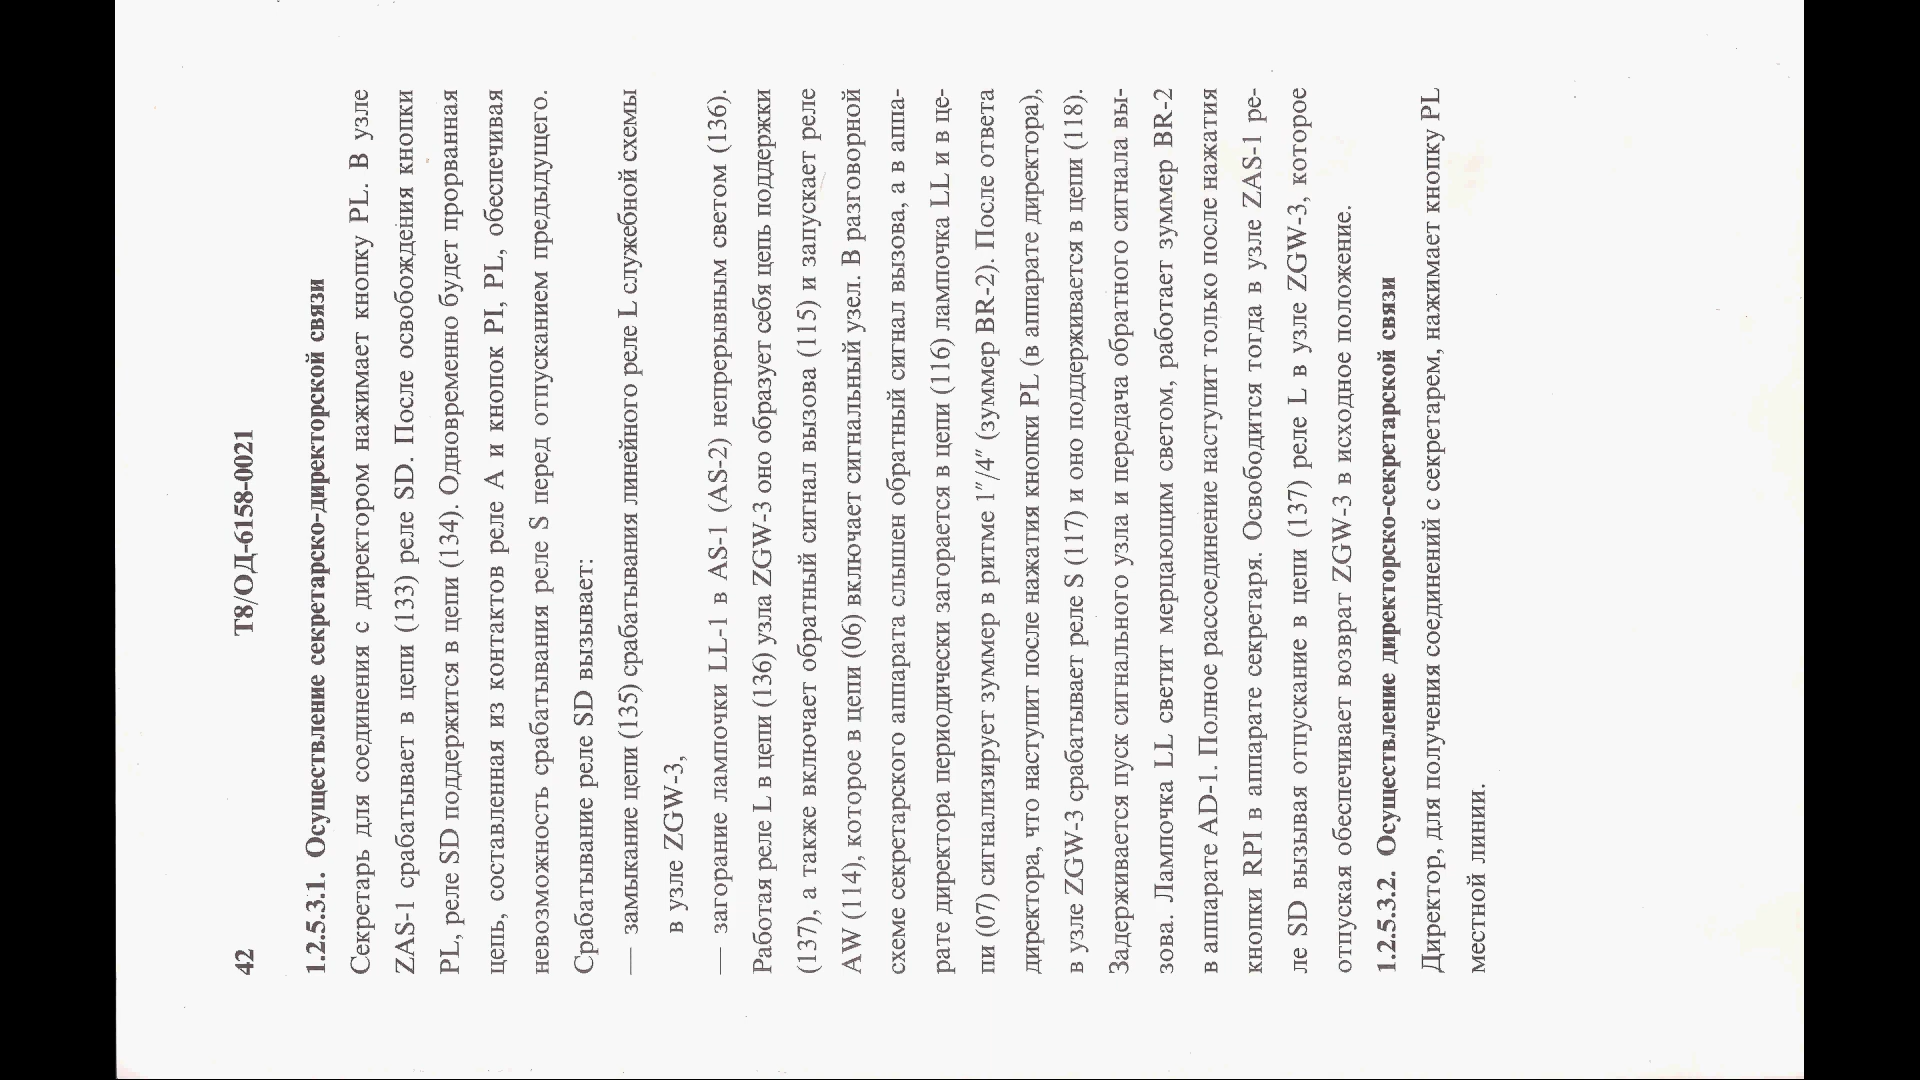 42
Т8/ОД-6158-0021
1.2.5.3.1. Осуществление секретарско-директорской связи
Секретарь для соединения с директором нажимает кнопку PL. В узле
ZAS-1 срабатывает в цепи (133) реле SD. После освобождения кнопки
PL, реле SD поддержится в цепи (134). Одновременно будет прорванная
цепь, составленная из контактов реле А и кнопок PI, PL, обеспечивая
невозможность срабатывания реле S перед отпусканием предыдущего.
Срабатывание реле SD вызывает:
— замыкание цепи (135) срабатывания линейного реле L служебной схемы
в узле ZGW-3,
— загорание лампочки LL-1 в AS-1 (AS-2) непрерывным светом (136).
Работая реле L в цепи (136) узла ZGW-3 оно образует себя цепь поддержки
(137), а также включает обратный сигнал вызова (115) и запускает реле
AW (114), которое в цепи (06) включает сигнальный узел. В разговорной
схеме секретарского аппарата слышен обратный сигнал вызова, а в аппа-
рате директора периодически загорается в цепи (116) лампочка LL и в це-
пи (07) сигнализирует зуммер в ритме 1″/4″ (зуммер BR-2). После ответа
директора, что наступит после нажатия кнопки PL (в аппарате директора),
в узле ZGW-3 срабатывает реле S (117) и оно поддерживается в цепи (118).
Задерживается пуск сигнального узла и передача обратного сигнала вы-
зова. Лампочка LL светит мерцающим светом, работает зуммер BR-2
в аппарате AD-1. Полное рассоединение наступит только после нажатия
кнопки RPI в аппарате секретаря. Освободится тогда в узле ZAS-1 ре-
ле SD вызывая отпускание в цепи (137) реле L в узле ZGW-3, которое
отпуская обеспечивает возврат ZGW-3 в исходное положение.
1.2.5.3.2. Осуществление директорско-секретарской связи
Директор, для получения соединений с секретарем, нажимает кнопку PL
местной линии.